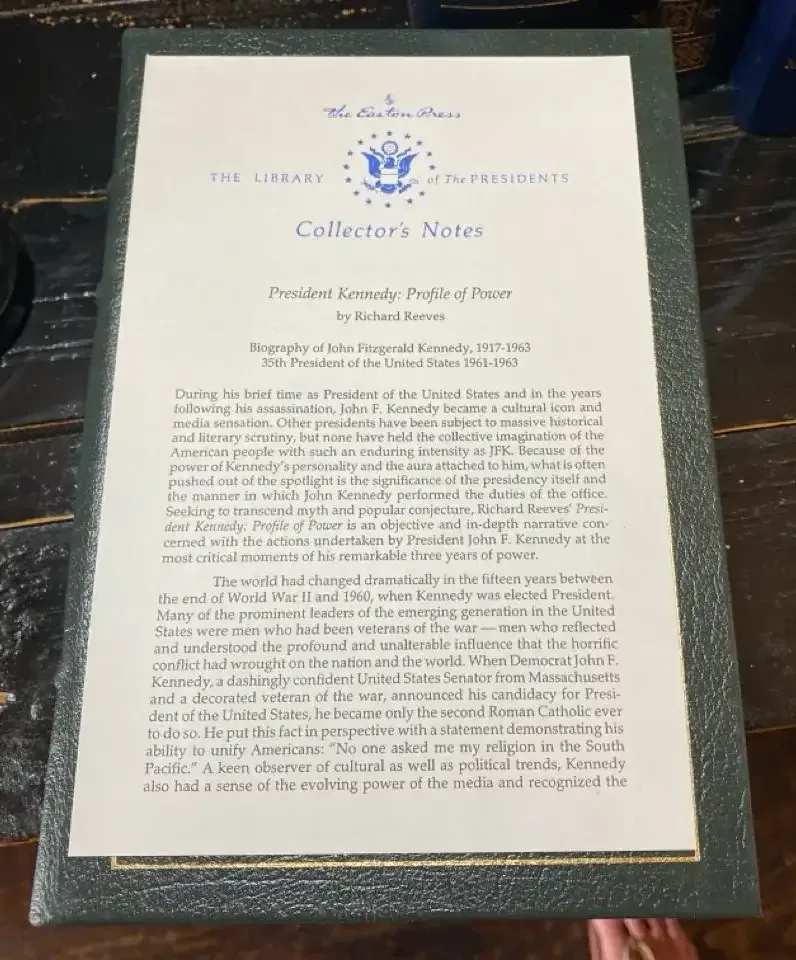 the Easton Press
THE LIBRARY of The PRESIDENTS
Collector's Notes
President Kennedy: Profile of Power
by Richard Reeves
Biography of John Fitzgerald Kennedy, 1917-1963
35th President of the United States 1961-1963
During his brief time as President of the United States and in the years
following his assassination, John F. Kennedy became a cultural icon and
media sensation. Other presidents have been subject to massive historical
and literary scrutiny, but none have held the collective imagination of the
American people with such an enduring intensity as JFK. Because of the
power of Kennedy's personality and the aura attached to him, what is often
pushed out of the spotlight is the significance of the presidency itself and
the manner in which John Kennedy performed the duties of the office.
Seeking to transcend myth and popular conjecture, Richard Reeves' Presi-
dent Kennedy: Profile of Power is an objective and in-depth narrative con-
cerned with the actions undertaken by President John F. Kennedy at the
most critical moments of his remarkable three years of power.
The world had changed dramatically in the fifteen years between
the end of World War II and 1960, when Kennedy was elected President.
Many of the prominent leaders of the emerging generation in the United
States were men who had been veterans of the war — men who reflected
and understood the profound and unalterable influence that the horrific
conflict had wrought on the nation and the world. When Democrat John F.
Kennedy, a dashingly confident United States Senator from Massachusetts
and a decorated veteran of the war, announced his candidacy for Presi-
dent of the United States, he became only the second Roman Catholic ever
to do so. He put this fact in perspective with a statement demonstrating his
ability to unify Americans: "No one asked me my religion in the South
Pacific." A keen observer of cultural as well as political trends, Kennedy
also had a sense of the evolving power of the media and recognized the